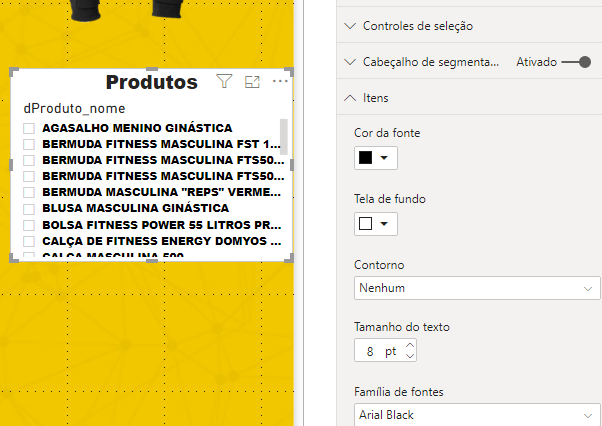 Produtos
dProduto_nome
AGASALHO MENINO GINÁSTICA
BERMUDA FITNESS MASCULINA FST 1...
BERMUDA FITNESS MASCULINA FTS50...
BERMUDA FITNESS MASCULINA FTS50...
BERMUDA MASCULINA "REPS" VERME...
BLUSA MASCULINA GINÁSTICA
BOLSA FITNESS POWER 55 LITROS PR...
CALÇA DE FITNESS ENERGY DOMYOS ...
CALÇA MASCULINA 500
Controles de seleção
Cabeçalho de segmenta... Ativado
Itens
Cor da fonte
Tela de fundo
Contorno
Nenhum
Tamanho do texto
8 pt
Família de fontes
Arial Black